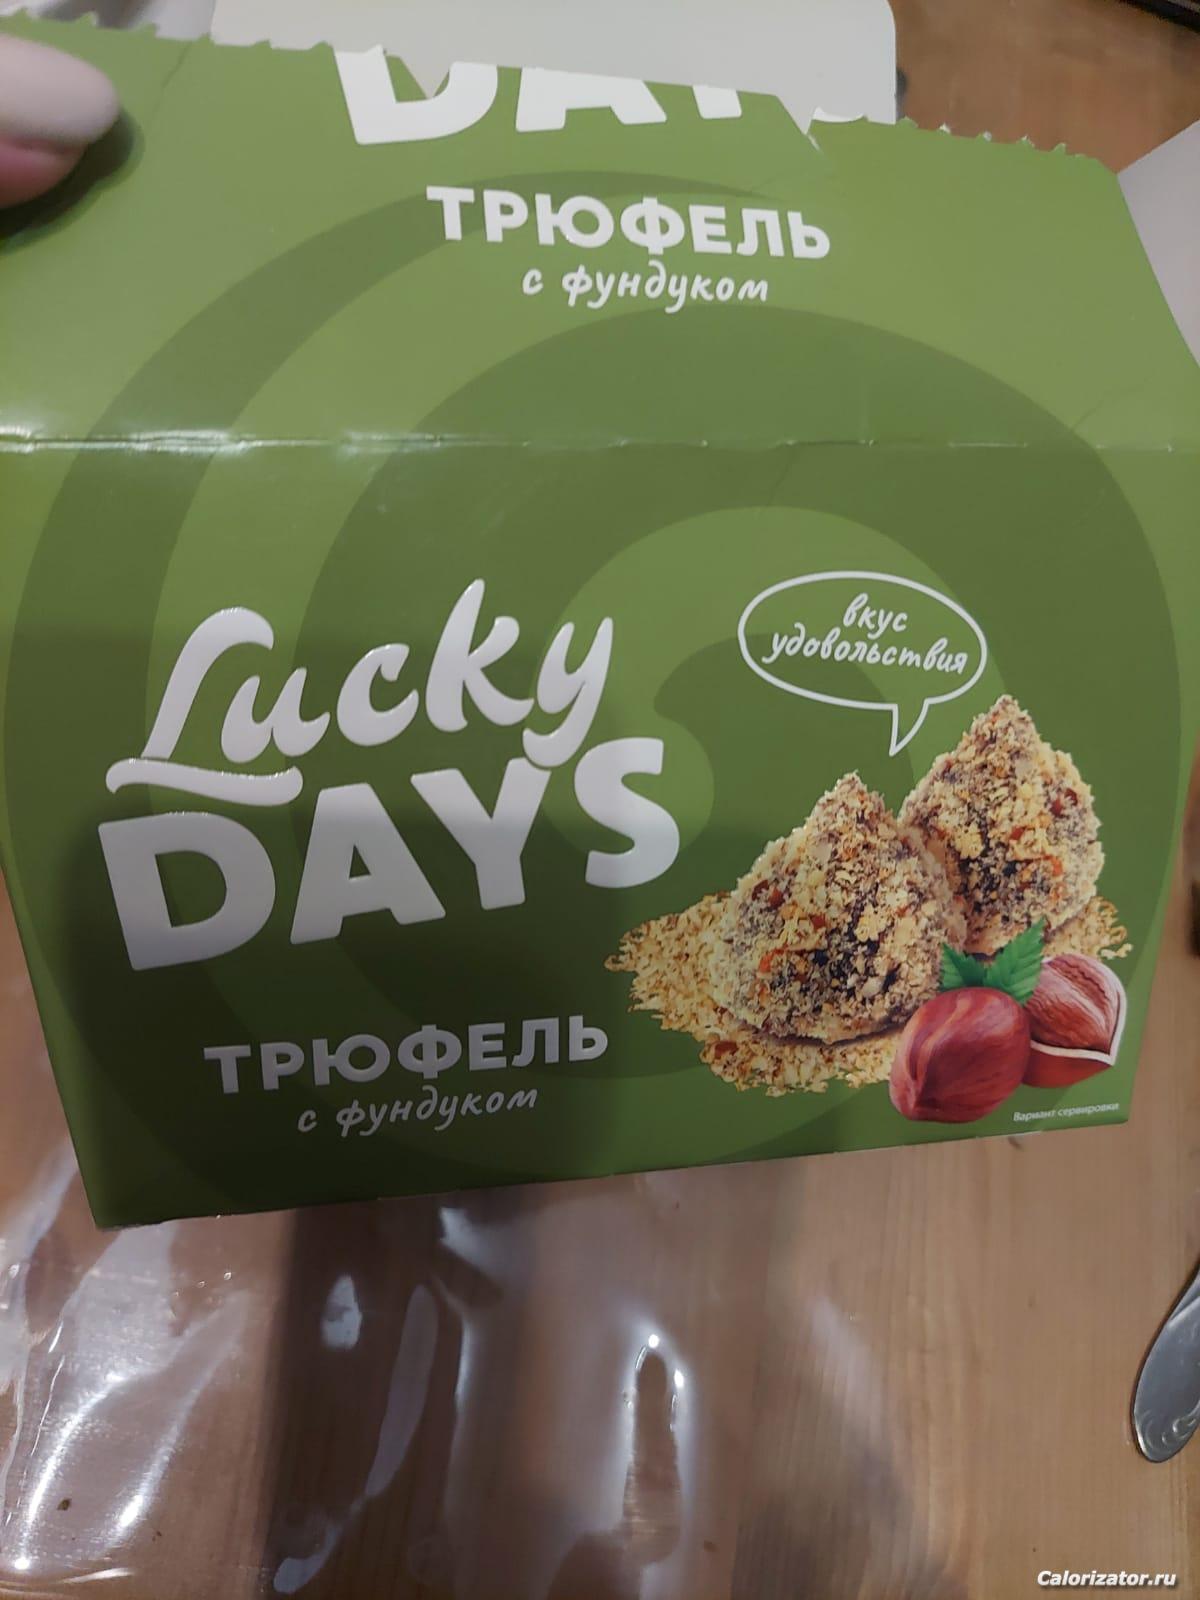 DAYS
ТРЮФЕЛЬ
с фундуком
Lucky
DAYS
вкус
удовольствия
ТРЮФЕЛЬ
с фундуком
Вариант сервировки
Calorizator.ru